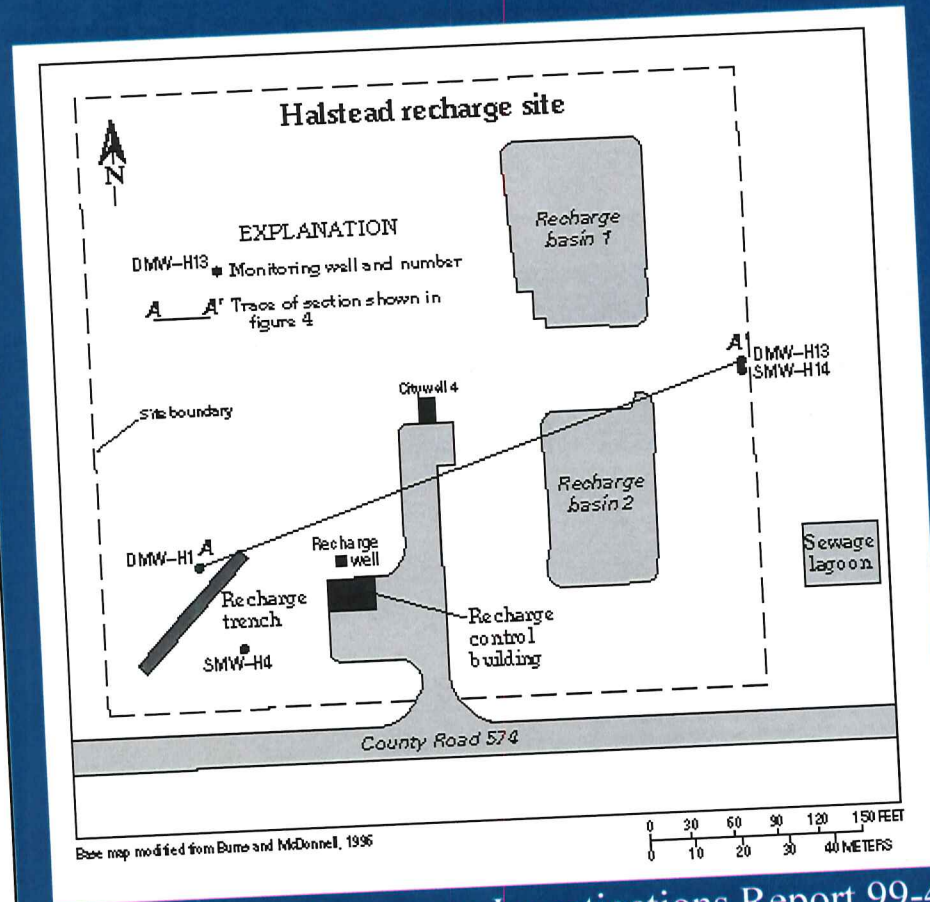 Halstead recharge site
N
EXPLANATION
DMW-H13 Monitoring well and number
A A' Trace of section shown in
figure 4
Recharge
basin 1
A'
DMW-H13
SMW-H14
City well 4
Site boundary
Recharge
basin 2
DMW-H1
A
Recharge
well
Sewage
lagoon
Recharge
trench
Recharge
control
building
SMW-H4
County Road 574
Base map modified from Burns and McDonnell, 1996
0 30 60 90 120 150 FEET
0 10 20 30 40 METERS
Investigations Report 99-4